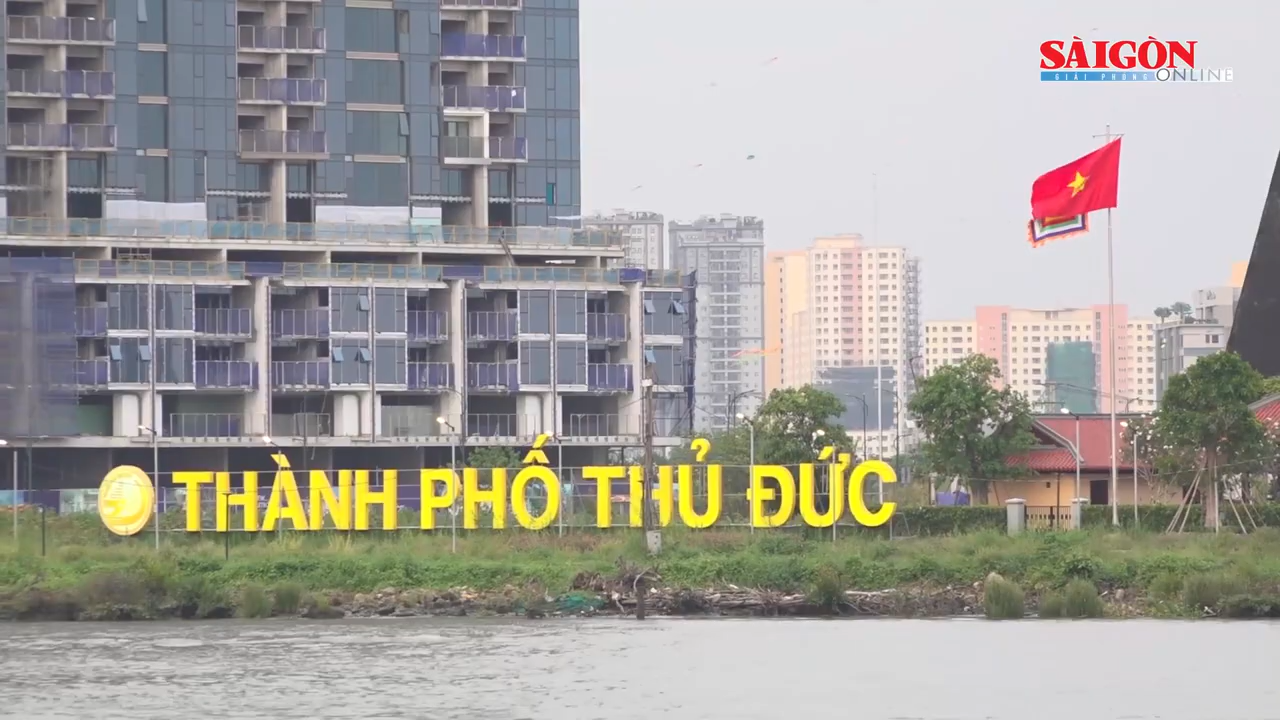 SÀIGÒN
GIẢI PHÓNG ONLINE
THÀNH PHỐ THỦ ĐỨC